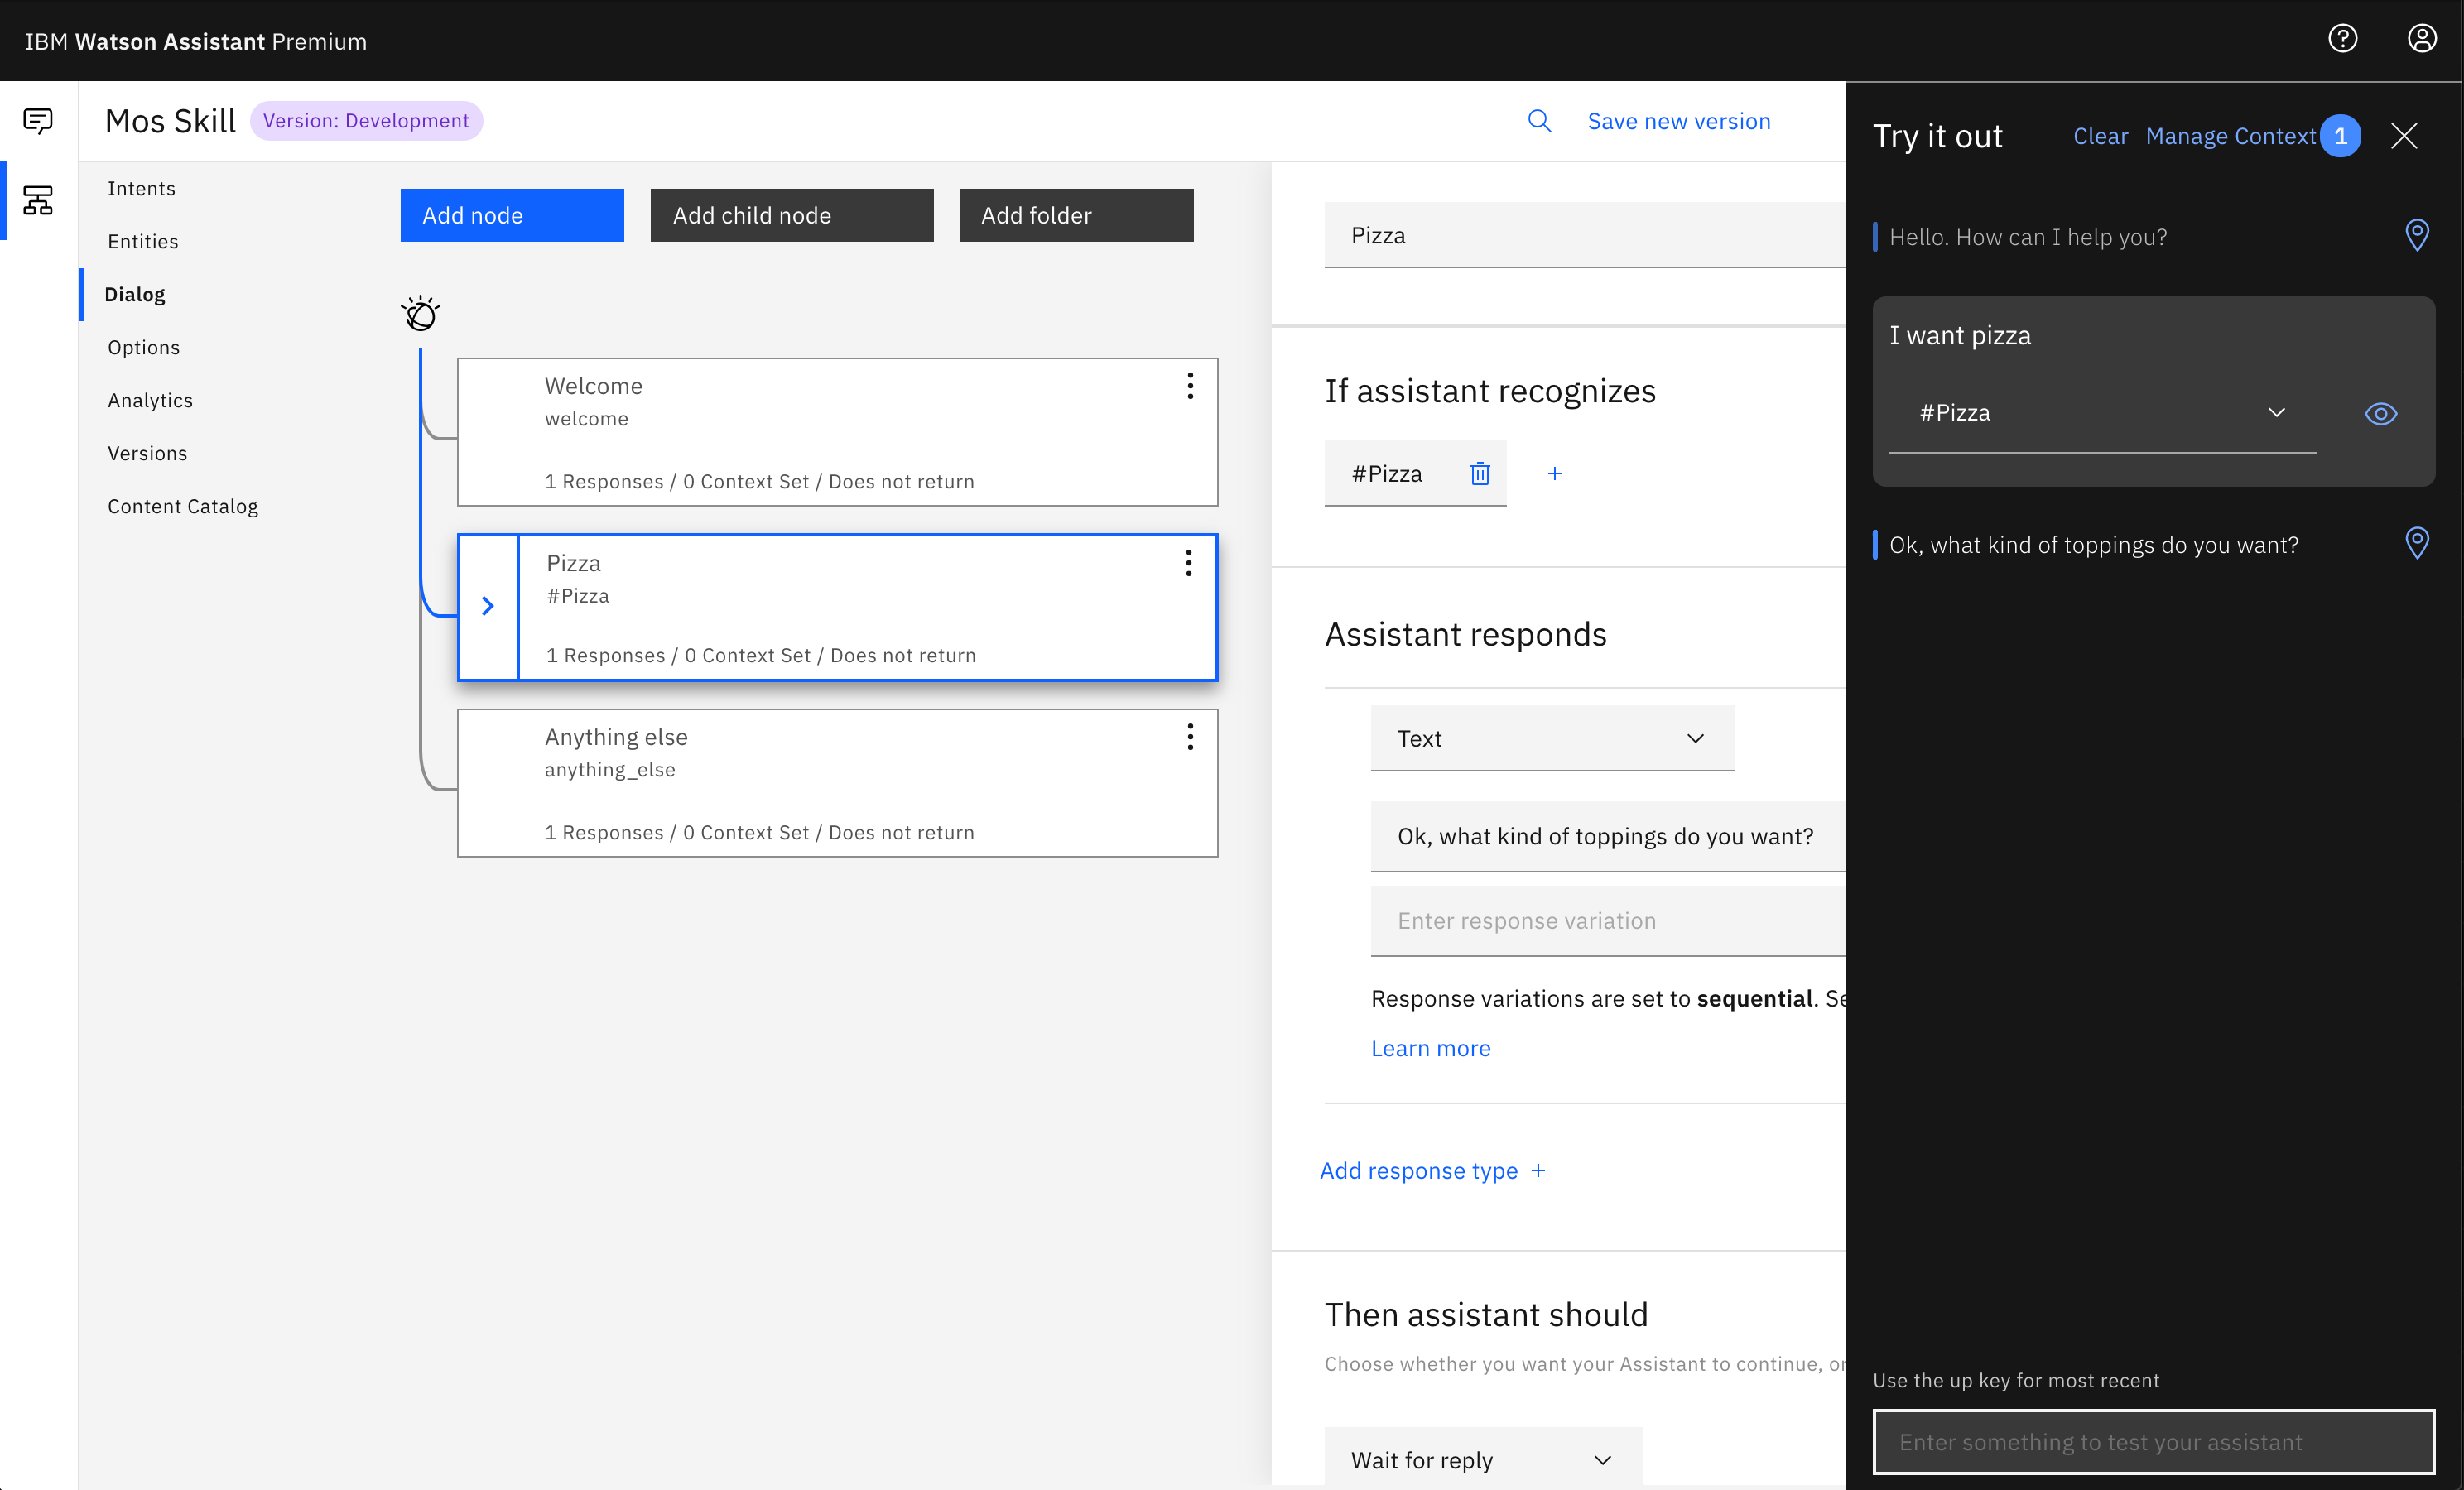 IBM Watson Assistant Premium
Mos Skill
Version: Development
Save new version
Intents
Entities
Dialog
Options
Analytics
Versions
Content Catalog
Add node
Add child node
Add folder
Welcome
welcome
1 Responses / 0 Context Set / Does not return
Pizza
#Pizza
1 Responses / 0 Context Set / Does not return
Anything else
anything_else
1 Responses / 0 Context Set / Does not return
Pizza
If assistant recognizes
#Pizza
+
Assistant responds
Text
Ok, what kind of toppings do you want?
Enter response variation
Response variations are set to sequential. Se
Learn more
Add response type +
Then assistant should
Choose whether you want your Assistant to continue, or
Wait for reply
Try it out
Clear
Manage Context 1
Hello. How can I help you?
I want pizza
#Pizza
Ok, what kind of toppings do you want?
Use the up key for most recent
Enter something to test your assistant